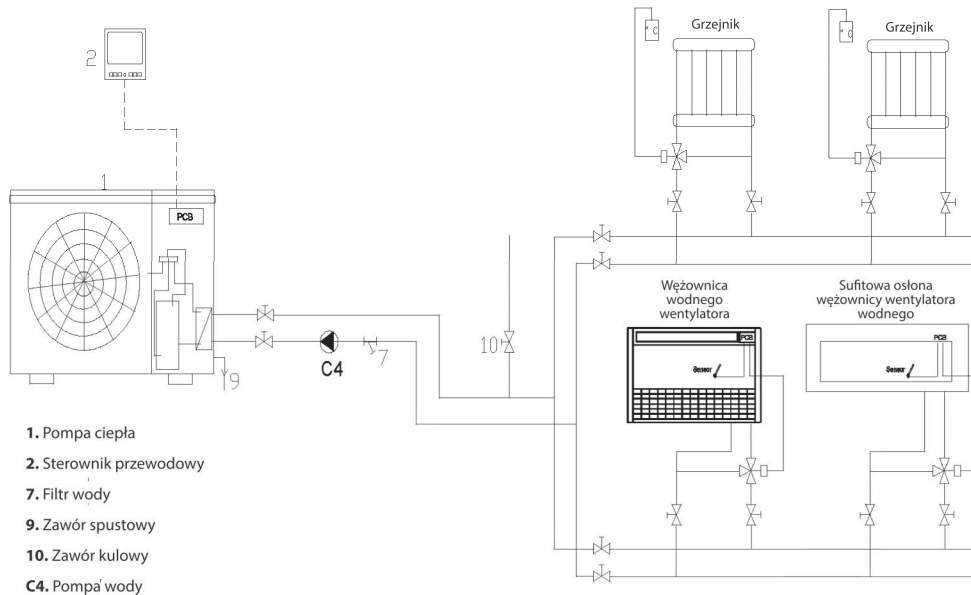 Grzejnik
Grzejnik
2
1
PCB
Wężownica
wodnego
wentylatora
Sufitowa osłona
wężownicy wentylatora
wodnego
PCB
Sensor
PCB
Sensor
10
7
C4
9
1. Pompa ciepła
2. Sterownik przewodowy
7. Filtr wody
9. Zawór spustowy
10. Zawór kulowy
C4. Pompa wody